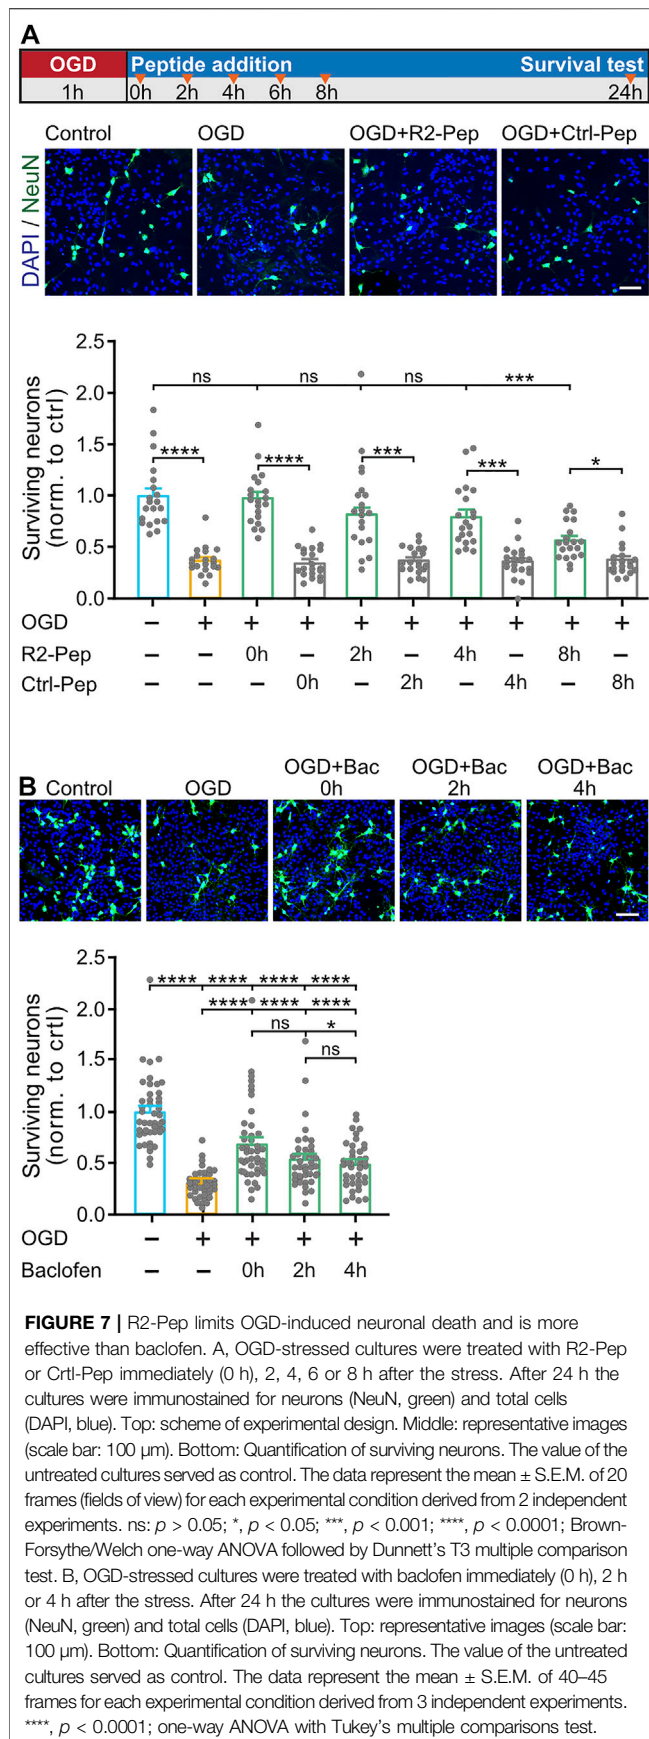 A
OGD Peptide addition Survival test
1h 0h 2h 4h 6h 8h 24h
Control OGD OGD+R2-Pep OGD+Ctrl-Pep
DAPI / NeuN
Surviving neurons
(norm. to ctrl)
2.5
2.0
1.5
1.0
0.5
0.0
ns ns ns ***
**** **** *** *** *
OGD − + + + + + + + + +
R2-Pep − − 0h − 2h − 4h − 8h −
Ctrl-Pep − − − 0h − 2h − 4h − 8h
B
Control OGD OGD+Bac 0h OGD+Bac 2h OGD+Bac 4h
Surviving neurons
(norm. to crtl)
2.5
2.0
1.5
1.0
0.5
0.0
**** **** **** ****
**** **** ****
ns *
ns
OGD − + + + +
Baclofen − − 0h 2h 4h
FIGURE 7 | R2-Pep limits OGD-induced neuronal death and is more
effective than baclofen. A, OGD-stressed cultures were treated with R2-Pep
or Crtl-Pep immediately (0 h), 2, 4, 6 or 8 h after the stress. After 24 h the
cultures were immunostained for neurons (NeuN, green) and total cells
(DAPI, blue). Top: scheme of experimental design. Middle: representative images
(scale bar: 100 µm). Bottom: Quantification of surviving neurons. The value of the
untreated cultures served as control. The data represent the mean ± S.E.M. of 20
frames (fields of view) for each experimental condition derived from 2 independent
experiments. ns: p > 0.05; *, p < 0.05; ***, p < 0.001; ****, p < 0.0001; Brown-
Forsythe/Welch one-way ANOVA followed by Dunnett's T3 multiple comparison
test. B, OGD-stressed cultures were treated with baclofen immediately (0 h), 2 h
or 4 h after the stress. After 24 h the cultures were immunostained for neurons
(NeuN, green) and total cells (DAPI, blue). Top: representative images (scale bar:
100 µm). Bottom: Quantification of surviving neurons. The value of the untreated
cultures served as control. The data represent the mean ± S.E.M. of 40–45
frames for each experimental condition derived from 3 independent experiments.
****, p < 0.0001; one-way ANOVA with Tukey's multiple comparisons test.